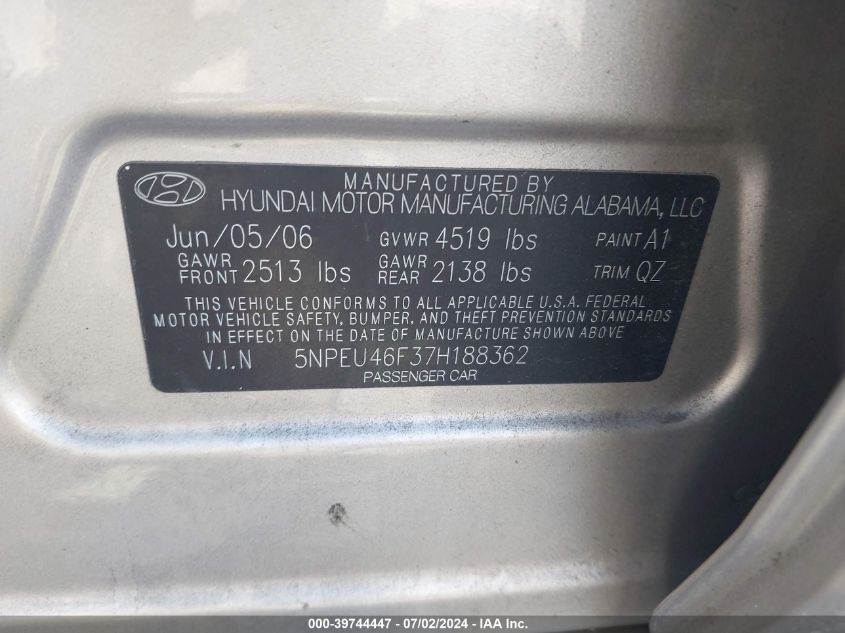 MANUFACTURED BY
HYUNDAI MOTOR MANUFACTURING ALABAMA, LLC
Jun/05/06 GVWR 4519 lbs PAINT A1
GAWR FRONT 2513 lbs GAWR REAR 2138 lbs TRIM QZ
THIS VEHICLE CONFORMS TO ALL APPLICABLE U.S.A. FEDERAL
MOTOR VEHICLE SAFETY, BUMPER, AND THEFT PREVENTION STANDARDS
IN EFFECT ON THE DATE OF MANUFACTURE SHOWN ABOVE
V.I.N 5NPEU46F37H188362
PASSENGER CAR
000-39744447 - 07/02/2024 - IAA Inc.